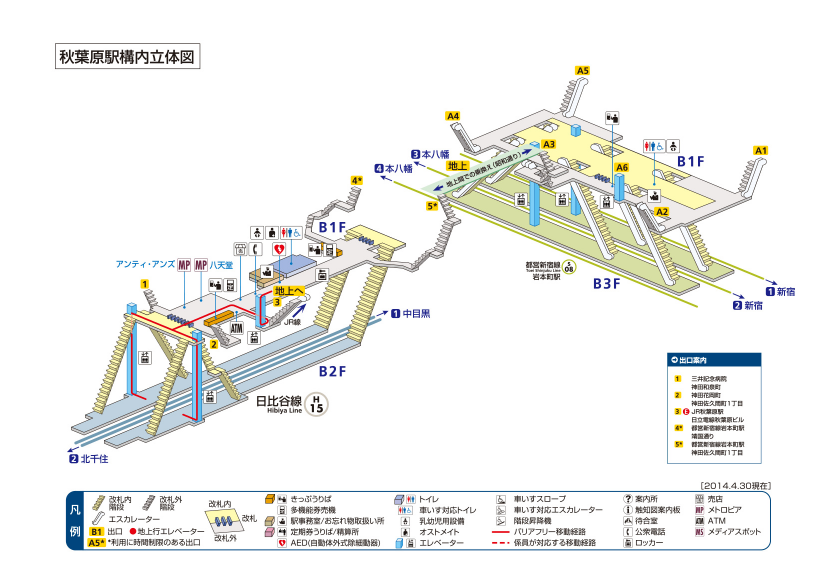 秋葉原駅構内立体図
A5
A4
A3
A1
B1F
A6
A2
3 本八幡
4 本八幡
地上
地上間での乗換え(昭和通り)
4*
5*
B1F
都営新宿線
Toei Shinjuku Line
岩本町駅
S
08
B3F
1 新宿
2 新宿
アンティ・アンズ MP MP 八天堂
1
地上へ
3
JR線
ATM
2
1 中目黒
B2F
日比谷線
Hibiya Line
H
15
2 北千住
出口案内
1 三井記念病院
神田和泉町
2 神田花岡町
神田佐久間町1丁目
3 E JR秋葉原駅
日立電線秋葉原ビル
4* 都営新宿線岩本町駅
靖国通り
5* 都営新宿線岩本町駅
神田佐久間町1丁目
[2014.4.30現在]
凡例
改札内階段
改札外階段
エスカレーター
B1 出口 ●地上行エレベーター
A5* *利用に時間制限のある出口
改札内
改札
改札外
きっぷうりば
多機能券売機
駅事務室/お忘れ物取扱い所
定期券うりば/精算所
AED(自動体外式除細動器)
トイレ
車いす対応トイレ
乳幼児用設備
オストメイト
エレベーター
車いすスロープ
車いす対応エスカレーター
階段昇降機
バリアフリー移動経路
係員が対応する移動経路
? 案内所
i 触知図案内板
待合室
公衆電話
ロッカー
売店
MP メトロピア
ATM ATM
MS メディアスポット